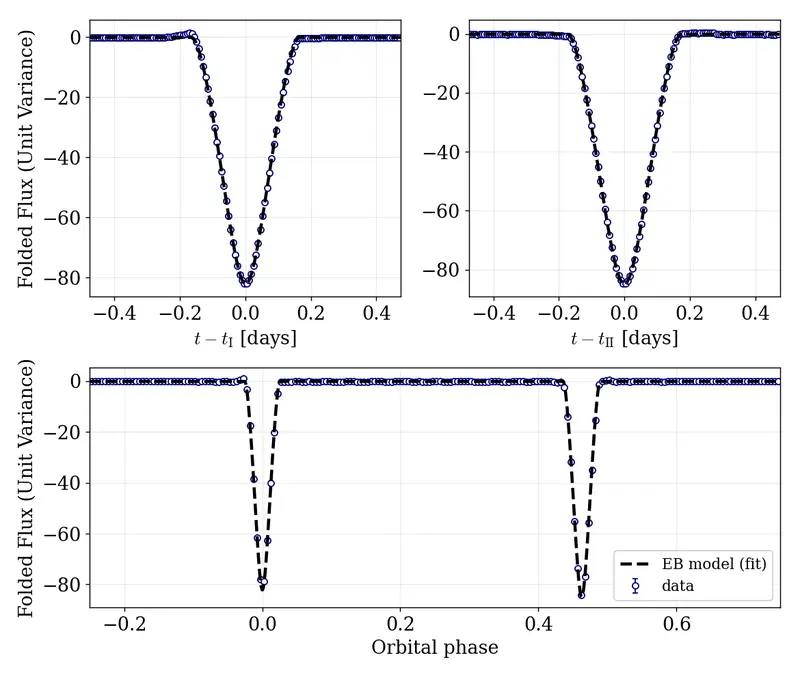 Folded Flux (Unit Variance)
0
−20
−40
−60
−80
−0.4 −0.2 0.0 0.2 0.4
t − tI [days]
0
−20
−40
−60
−80
−0.4 −0.2 0.0 0.2 0.4
t − tII [days]
Folded Flux (Unit Variance)
0
−20
−40
−60
−80
−0.2 0.0 0.2 0.4 0.6
Orbital phase
EB model (fit)
data